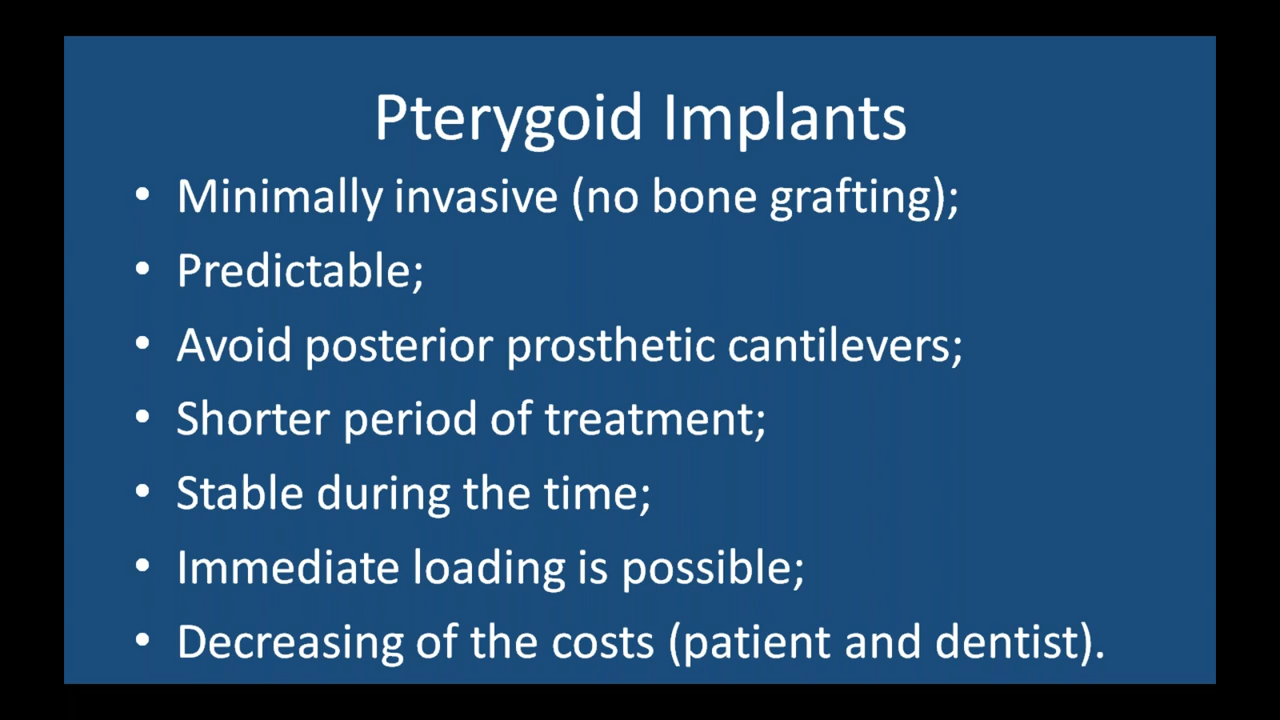 Pterygoid Implants
• Minimally invasive (no bone grafting);
• Predictable;
• Avoid posterior prosthetic cantilevers;
• Shorter period of treatment;
• Stable during the time;
• Immediate loading is possible;
• Decreasing of the costs (patient and dentist).